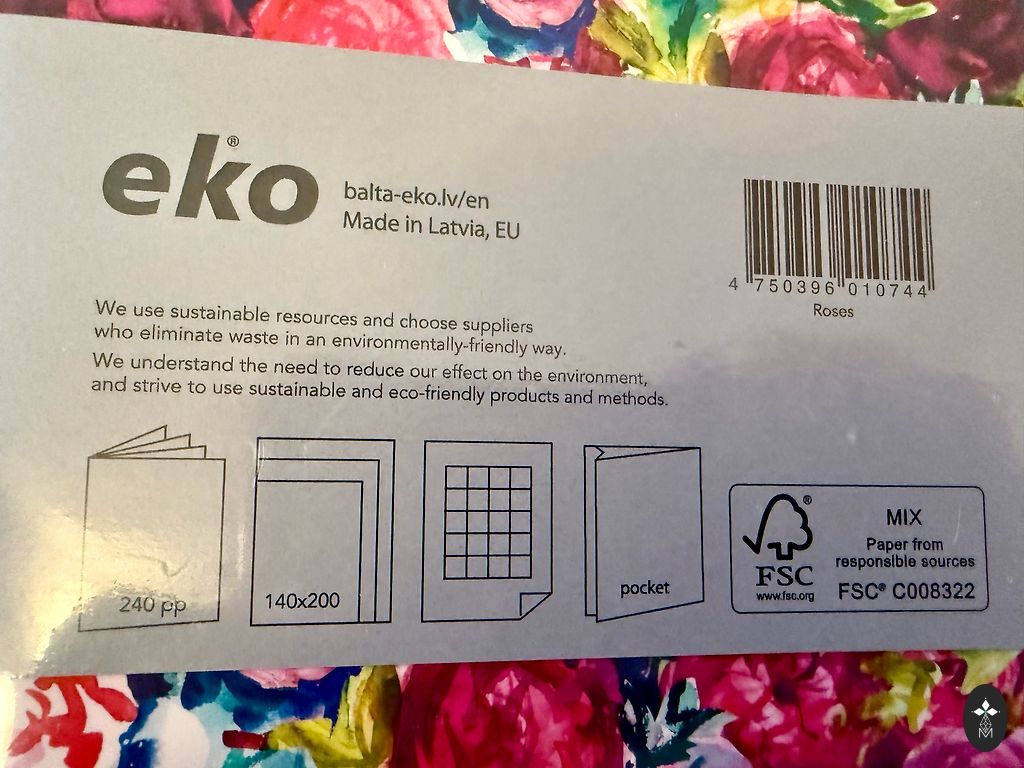 eko®
balta-eko.lv/en
Made in Latvia, EU
4 750396 010744
Roses
We use sustainable resources and choose suppliers
who eliminate waste in an environmentally-friendly way.
We understand the need to reduce our effect on the environment,
and strive to use sustainable and eco-friendly products and methods.
240 pp
140x200
pocket
FSC®
www.fsc.org
MIX
Paper from
responsible sources
FSC® C008322